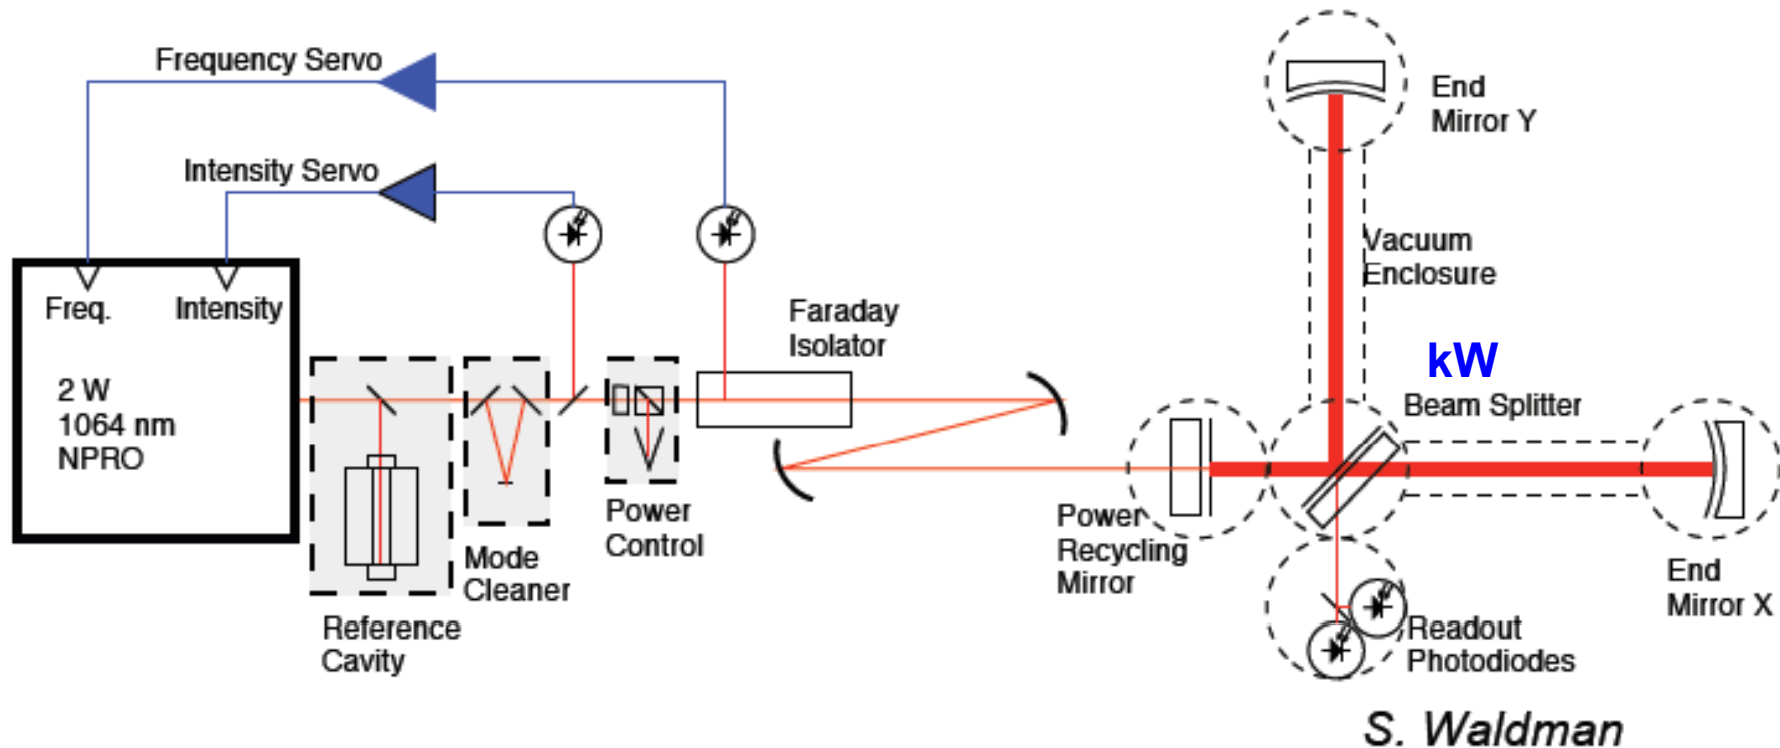 Frequency Servo
Intensity Servo
Freq.
Intensity
2 W
1064 nm
NPRO
Reference
Cavity
Mode
Cleaner
Power
Control
Faraday
Isolator
Power
Recycling
Mirror
End
Mirror Y
Vacuum
Enclosure
kW
Beam Splitter
End
Mirror X
Readout
Photodiodes
S. Waldman